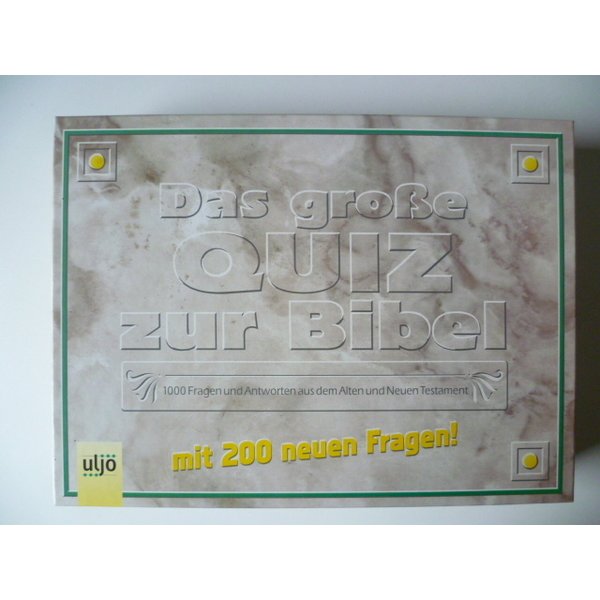 Das große
QUIZ
zur Bibel
1000 Fragen und Antworten aus dem Alten und Neuen Testament
mit 200 neuen Fragen!
uljö